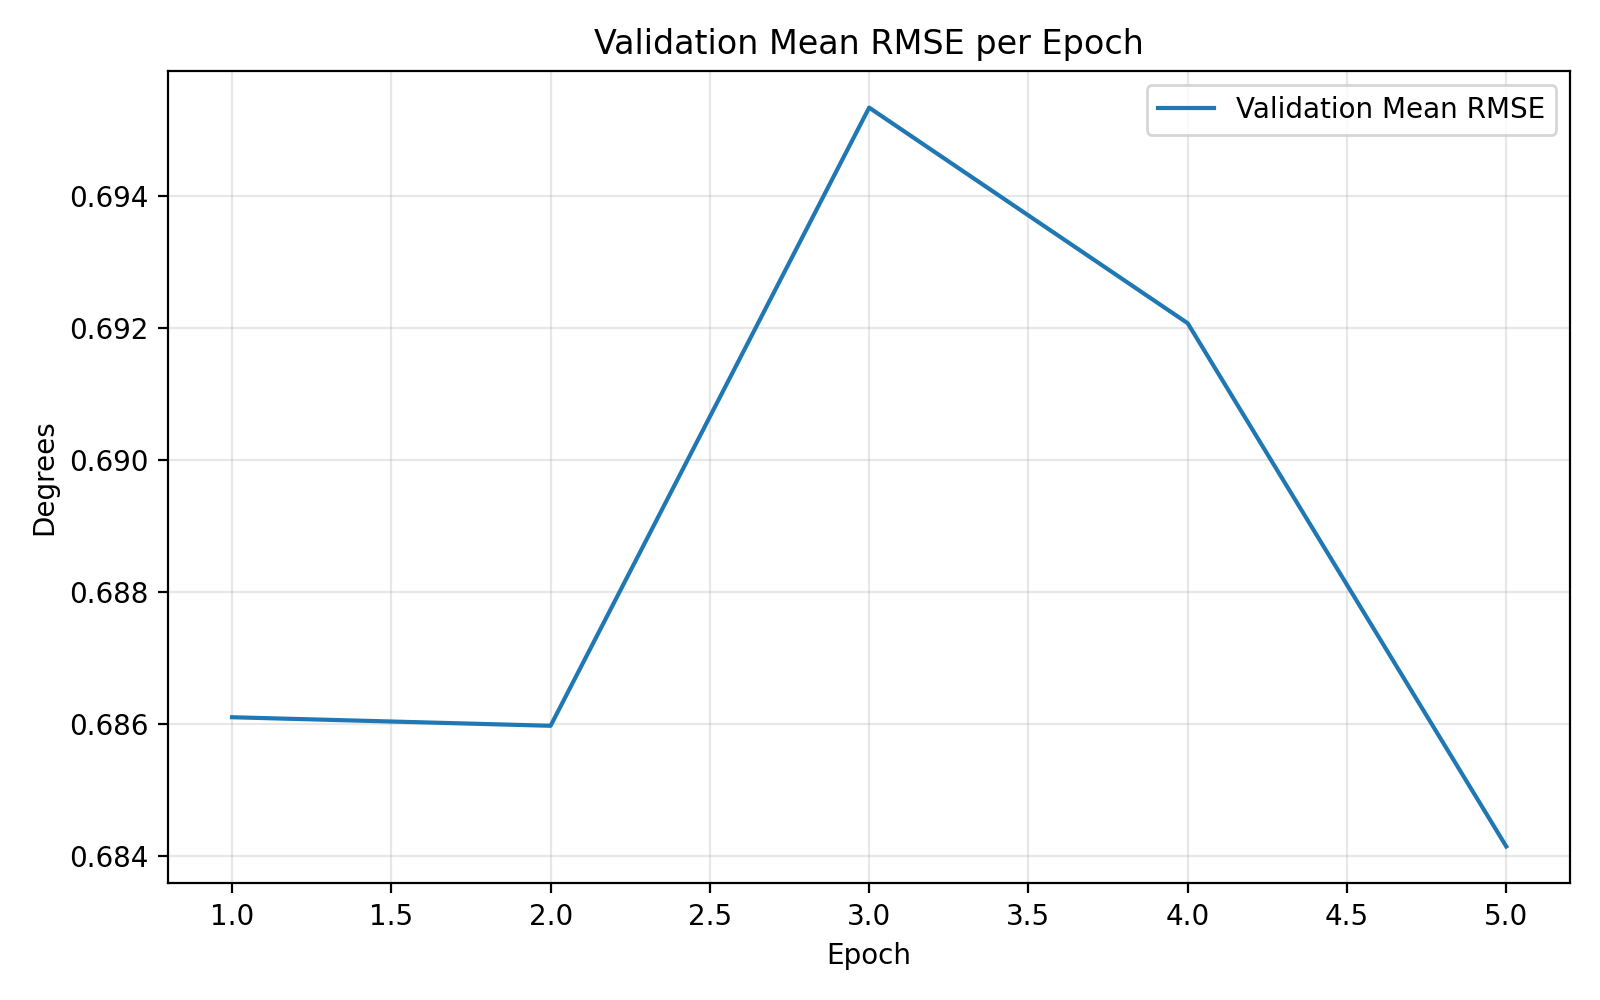 Validation Mean RMSE per Epoch
Validation Mean RMSE
0.694
0.692
0.690
0.688
0.686
0.684
Degrees
1.0 1.5 2.0 2.5 3.0 3.5 4.0 4.5 5.0
Epoch